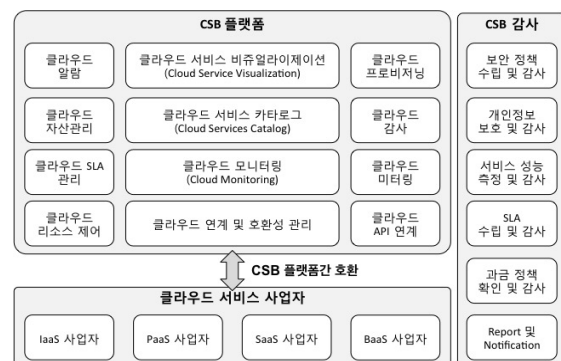 CSB 플랫폼
클라우드
알람
클라우드 서비스 비쥬얼라이제이션
(Cloud Service Visualization)
클라우드
프로비저닝
클라우드
자산관리
클라우드 서비스 카타로그
(Cloud Services Catalog)
클라우드
감사
클라우드 SLA
관리
클라우드 모니터링
(Cloud Monitoring)
클라우드
미터링
클라우드
리소스 제어
클라우드 연계 및 호환성 관리
클라우드
API 연계
CSB 플랫폼간 호환
클라우드 서비스 사업자
IaaS 사업자
PaaS 사업자
SaaS 사업자
BaaS 사업자
CSB 감사
보안 정책
수립 및 감사
개인정보
보호 및 감사
서비스 성능
측정 및 감사
SLA
수립 및 감사
과금 정책
확인 및 감사
Report 및
Notification